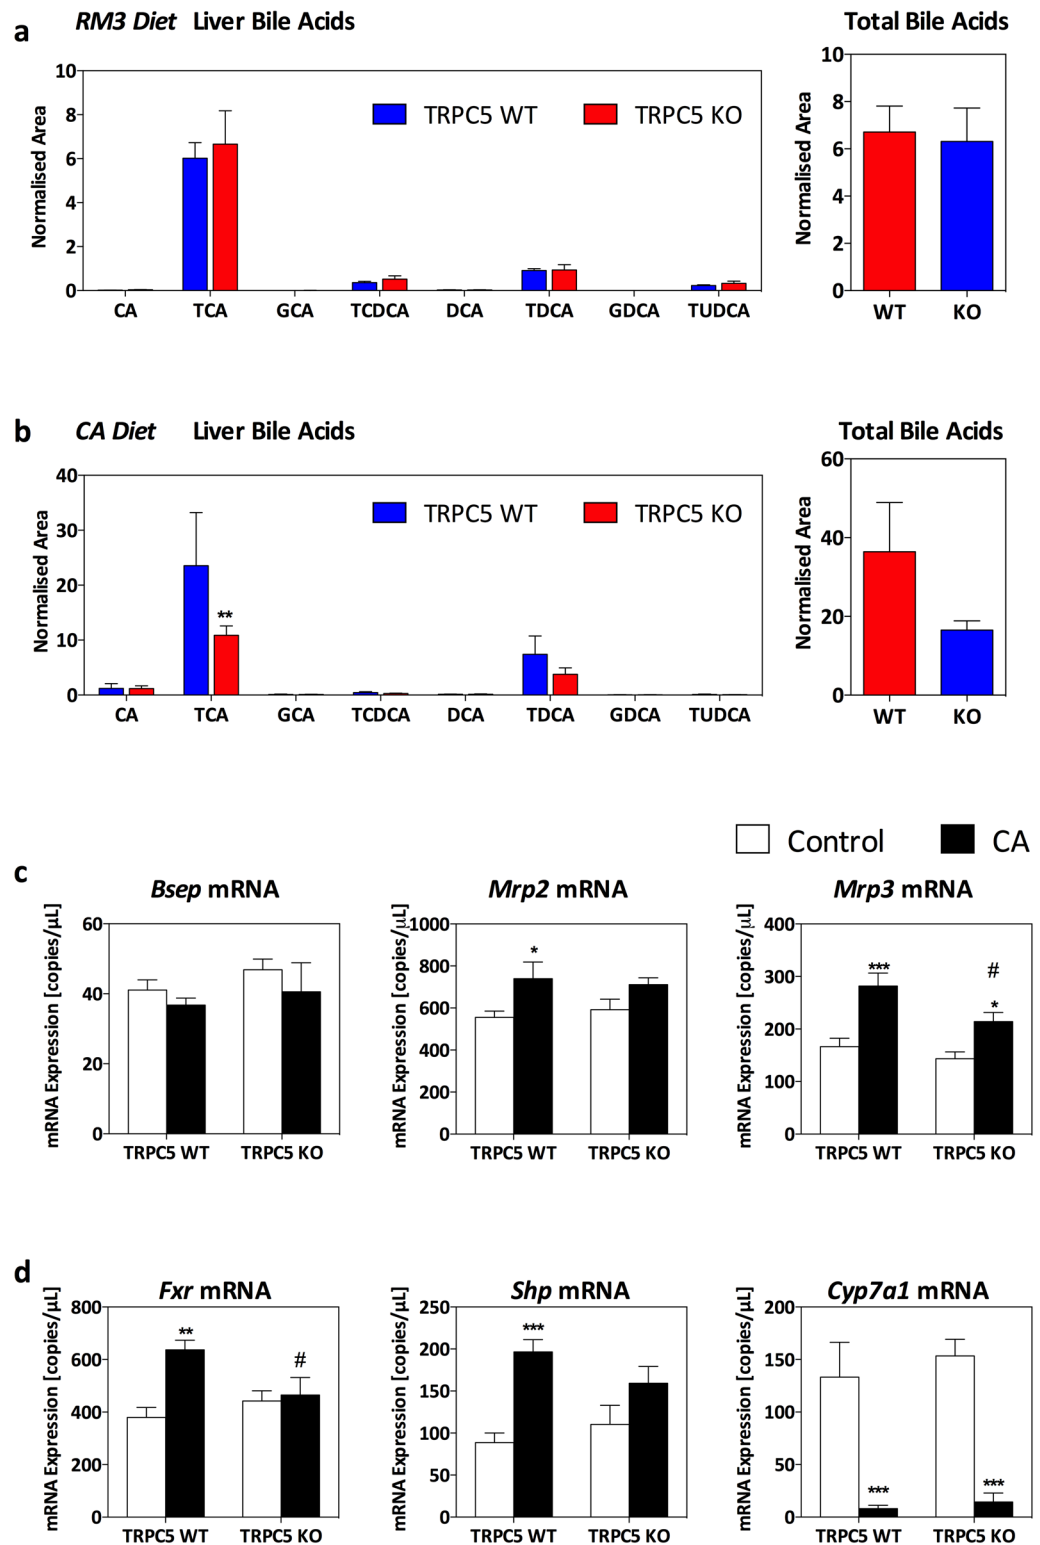 a
RM3 Diet Liver Bile Acids
Total Bile Acids
Normalised Area
10
8
6
4
2
0
TRPC5 WT
TRPC5 KO
CA TCA GCA TCDCA DCA TDCA GDCA TUDCA
Normalised Area
10
8
6
4
2
0
WT KO
b
CA Diet Liver Bile Acids
Total Bile Acids
Normalised Area
40
30
20
10
0
TRPC5 WT
TRPC5 KO
**
CA TCA GCA TCDCA DCA TDCA GDCA TUDCA
Normalised Area
60
40
20
0
WT KO
Control
CA
c
Bsep mRNA
mRNA Expression [copies/μL]
60
40
20
0
TRPC5 WT TRPC5 KO
Mrp2 mRNA
mRNA Expression [copies/μL]
1000
800
600
400
200
0
*
TRPC5 WT TRPC5 KO
Mrp3 mRNA
mRNA Expression [copies/μL]
400
300
200
100
0
***
#
*
TRPC5 WT TRPC5 KO
d
Fxr mRNA
mRNA Expression [copies/μL]
800
600
400
200
0
**
#
TRPC5 WT TRPC5 KO
Shp mRNA
mRNA Expression [copies/μL]
250
200
150
100
50
0
***
TRPC5 WT TRPC5 KO
Cyp7a1 mRNA
mRNA Expression [copies/μL]
200
150
100
50
0
***
***
TRPC5 WT TRPC5 KO